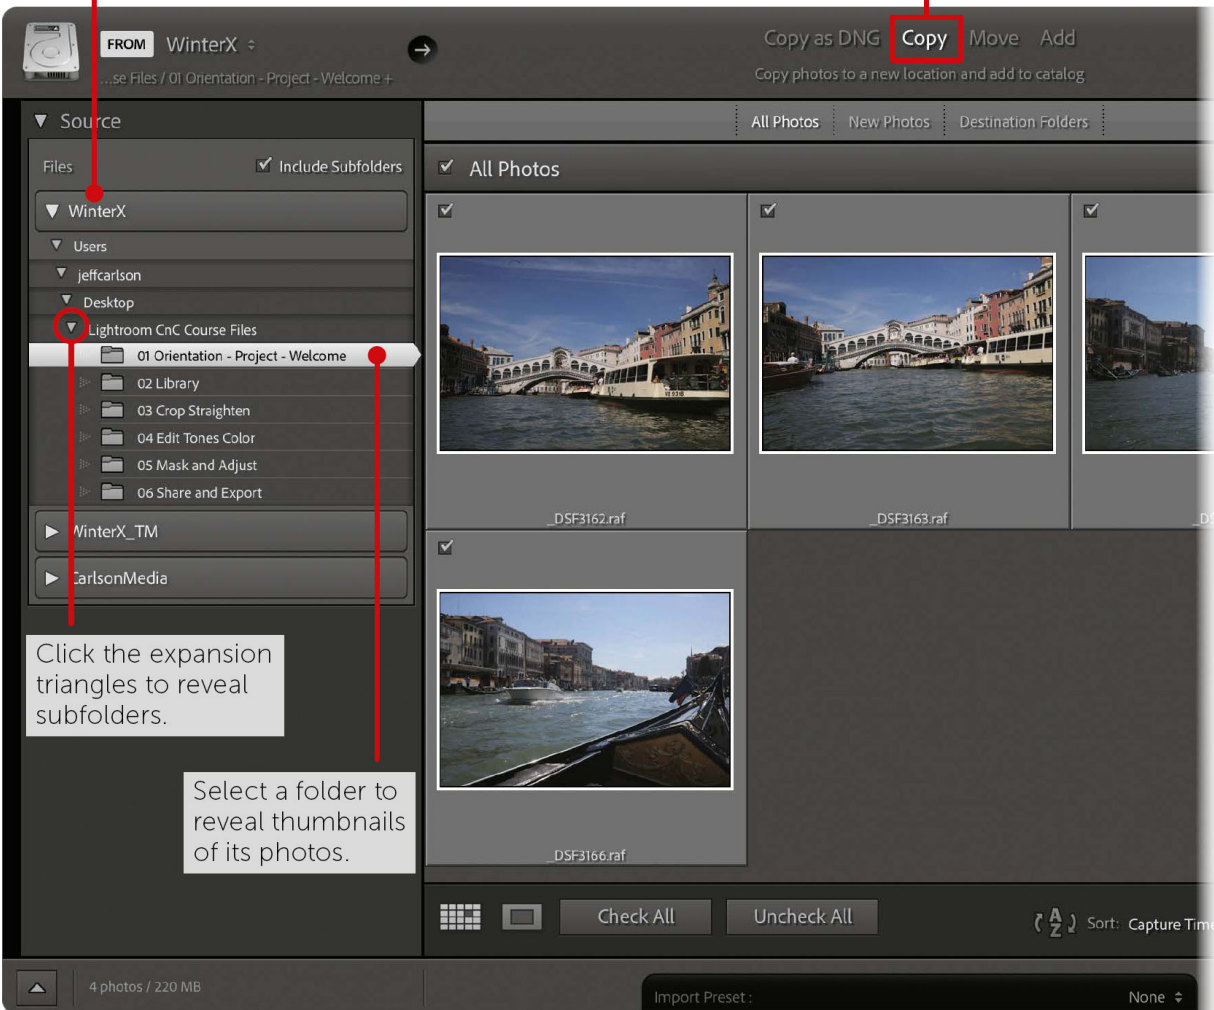 FROM WinterX
...se Files / 01 Orientation - Project - Welcome +
Copy as DNG Copy Move Add
Copy photos to a new location and add to catalog
Source
Files Include Subfolders
WinterX
Users
jeffcarlson
Desktop
Lightroom CnC Course Files
01 Orientation - Project - Welcome
02 Library
03 Crop Straighten
04 Edit Tones Color
05 Mask and Adjust
06 Share and Export
WinterX_TM
CarlsonMedia
Click the expansion
triangles to reveal
subfolders.
Select a folder to
reveal thumbnails
of its photos.
All Photos New Photos Destination Folders
All Photos
_DSF3162.raf
_DSF3163.raf
_DSF3166.raf
Check All Uncheck All
A
Z
Sort: Capture Time
4 photos / 220 MB
Import Preset : None